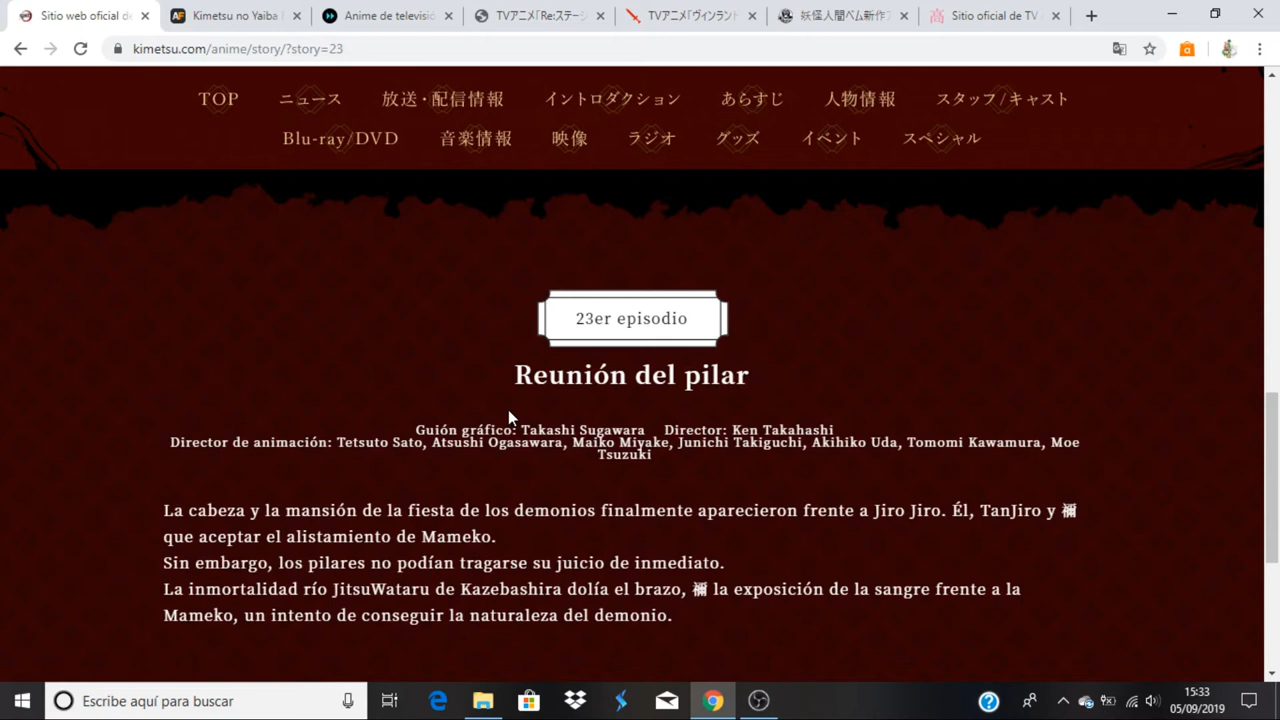 Sitio web oficial de
Kimetsu no Yaiba
Anime de televisió
TVアニメ「Re:ステー
TVアニメ「ヴィンラント
妖怪人間ベム新作ア
Sitio oficial de TV
kimetsu.com/anime/story/?story=23
TOP ニュース 放送・配信情報 イントロダクション あらすじ 人物情報 スタッフ/キャスト
Blu-ray/DVD 音楽情報 映像 ラジオ グッズ イベント スペシャル
23er episodio
Reunión del pilar
Guión gráfico: Takashi Sugawara Director: Ken Takahashi
Director de animación: Tetsuto Sato, Atsushi Ogasawara, Maiko Miyake, Junichi Takiguchi, Akihiko Uda, Tomomi Kawamura, Moe
Tsuzuki
La cabeza y la mansión de la fiesta de los demonios finalmente aparecieron frente a Jiro Jiro. Él, TanJiro y 禰
que aceptar el alistamiento de Mameko.
Sin embargo, los pilares no podían tragarse su juicio de inmediato.
La inmortalidad río JitsuWataru de Kazebashira dolía el brazo, 禰 la exposición de la sangre frente a la
Mameko, un intento de conseguir la naturaleza del demonio.
Escribe aquí para buscar
15:33
05/09/2019